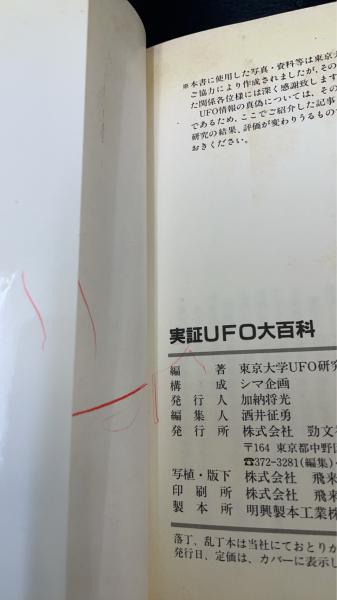 ※本書に使用した写真・資料等は東京大
ご協力により作成されましたが、その
た関係各位様には深く感謝致します
UFO情報の真偽については、その
であるため、ここでご紹介した記事
研究の結果、評価が変わりうるもの
おきください。
実証UFO大百科
編　著　東京大学UFO研究
構　成　シマ企画
発行人　加納将光
編集人　酒井征勇
発行所　株式会社　勁文
〒164 東京都中野
☎372-3281(編集)・
写植・版下　株式会社　飛来
印刷所　株式会社　飛来
製本所　明興製本工業株
落丁、乱丁本は当社にておとりか
発行日、定価は、カバーに表示し